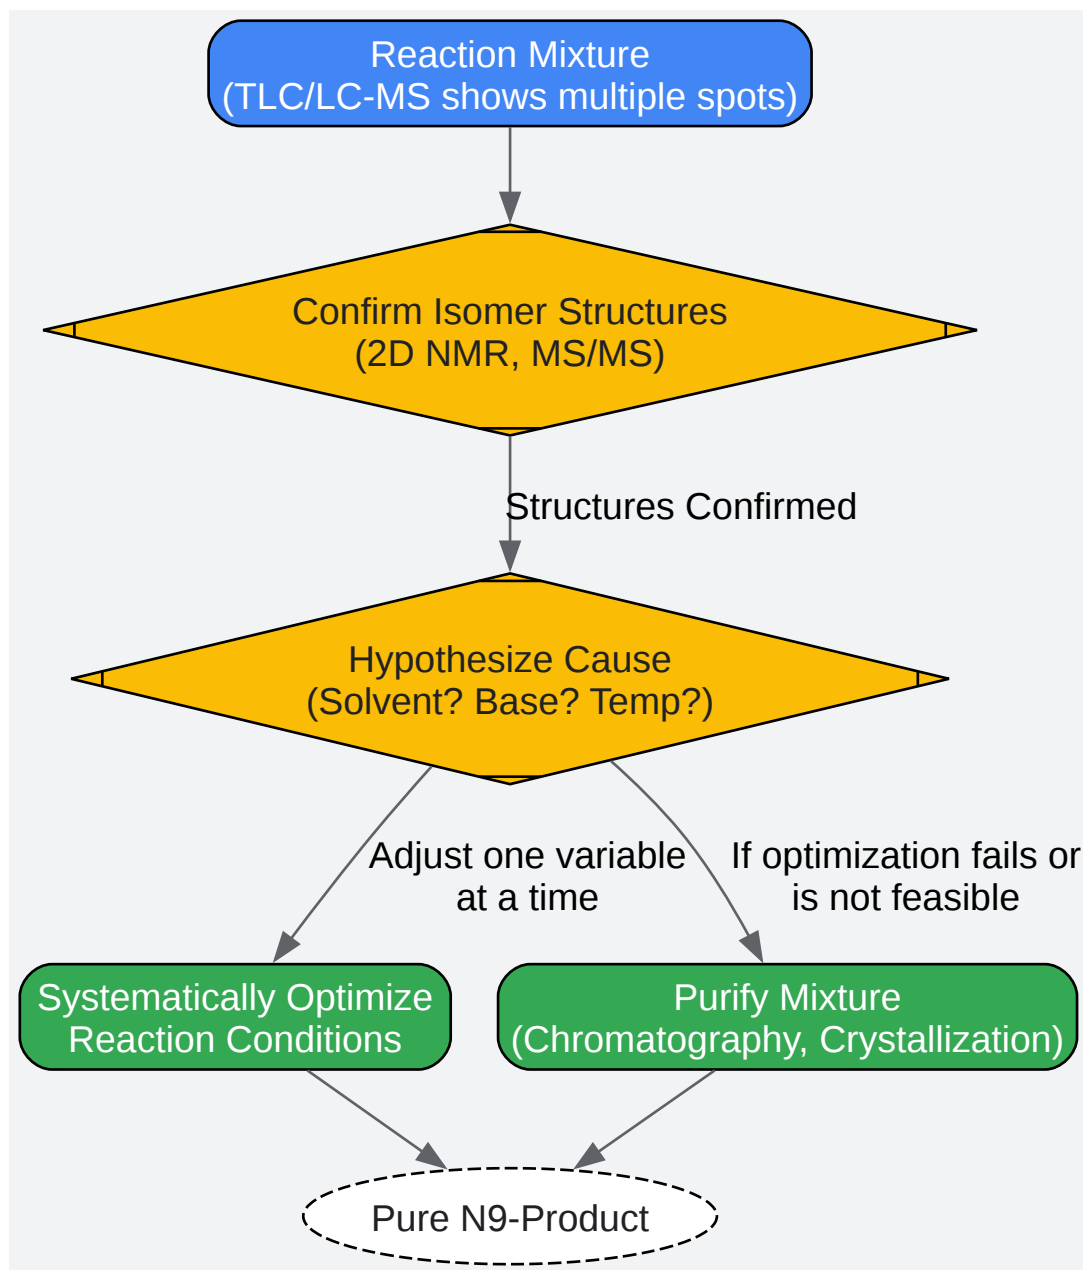 Reaction Mixture
(TLC/LC-MS shows multiple spots)
Confirm Isomer Structures
(2D NMR, MS/MS)
Structures Confirmed
Hypothesize Cause
(Solvent? Base? Temp?)
Adjust one variable
at a time
If optimization fails or
is not feasible
Systematically Optimize
Reaction Conditions
Purify Mixture
(Chromatography, Crystallization)
Pure N9-Product